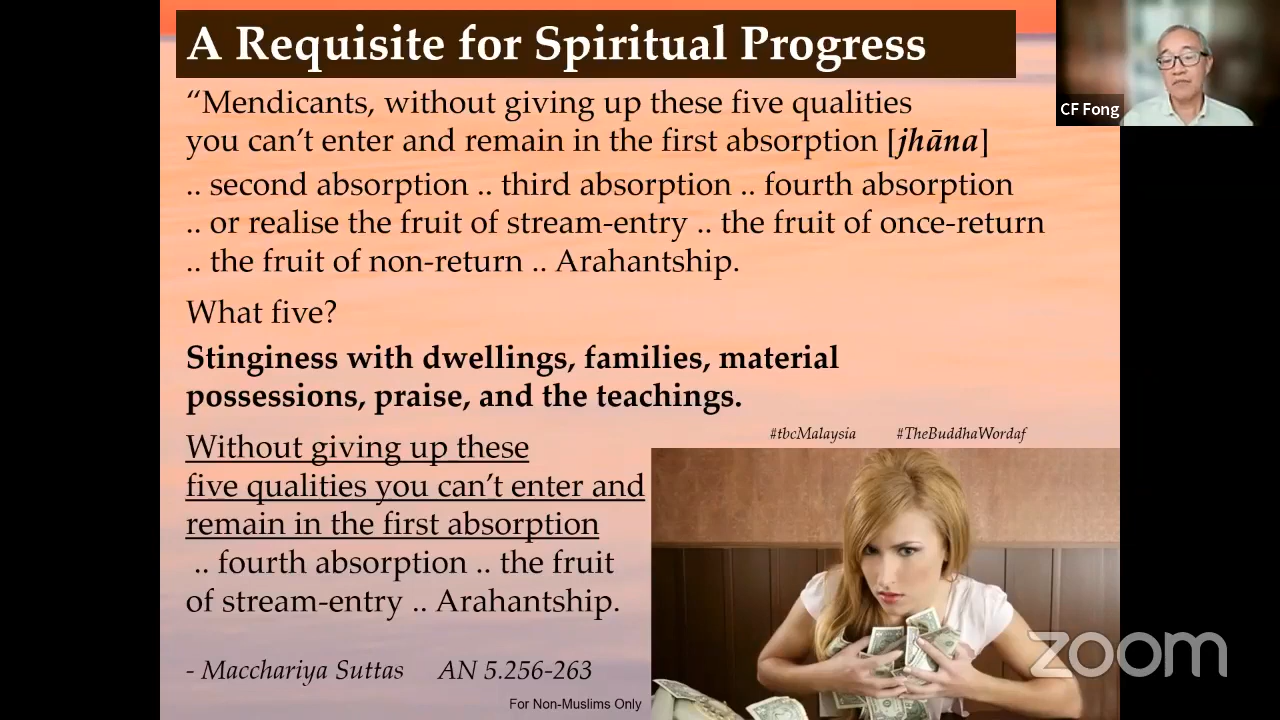 A Requisite for Spiritual Progress
“Mendicants, without giving up these five qualities
you can’t enter and remain in the first absorption [jhāna]
.. second absorption .. third absorption .. fourth absorption
.. or realise the fruit of stream-entry .. the fruit of once-return
.. the fruit of non-return .. Arahantship.
What five?
Stinginess with dwellings, families, material
possessions, praise, and the teachings.
#tbcMalaysia #TheBuddhaWordaf
Without giving up these
five qualities you can’t enter and
remain in the first absorption
.. fourth absorption .. the fruit
of stream-entry .. Arahantship.
- Macchariya Suttas AN 5.256-263
For Non-Muslims Only
CF Fong
zoom